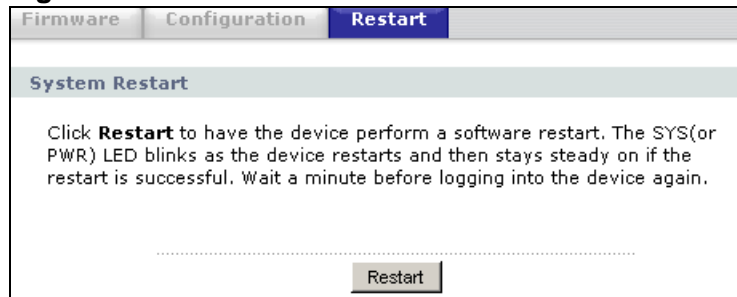 Firmware Configuration Restart
System Restart
Click Restart to have the device perform a software restart. The SYS(or
PWR) LED blinks as the device restarts and then stays steady on if the
restart is successful. Wait a minute before logging into the device again.
Restart